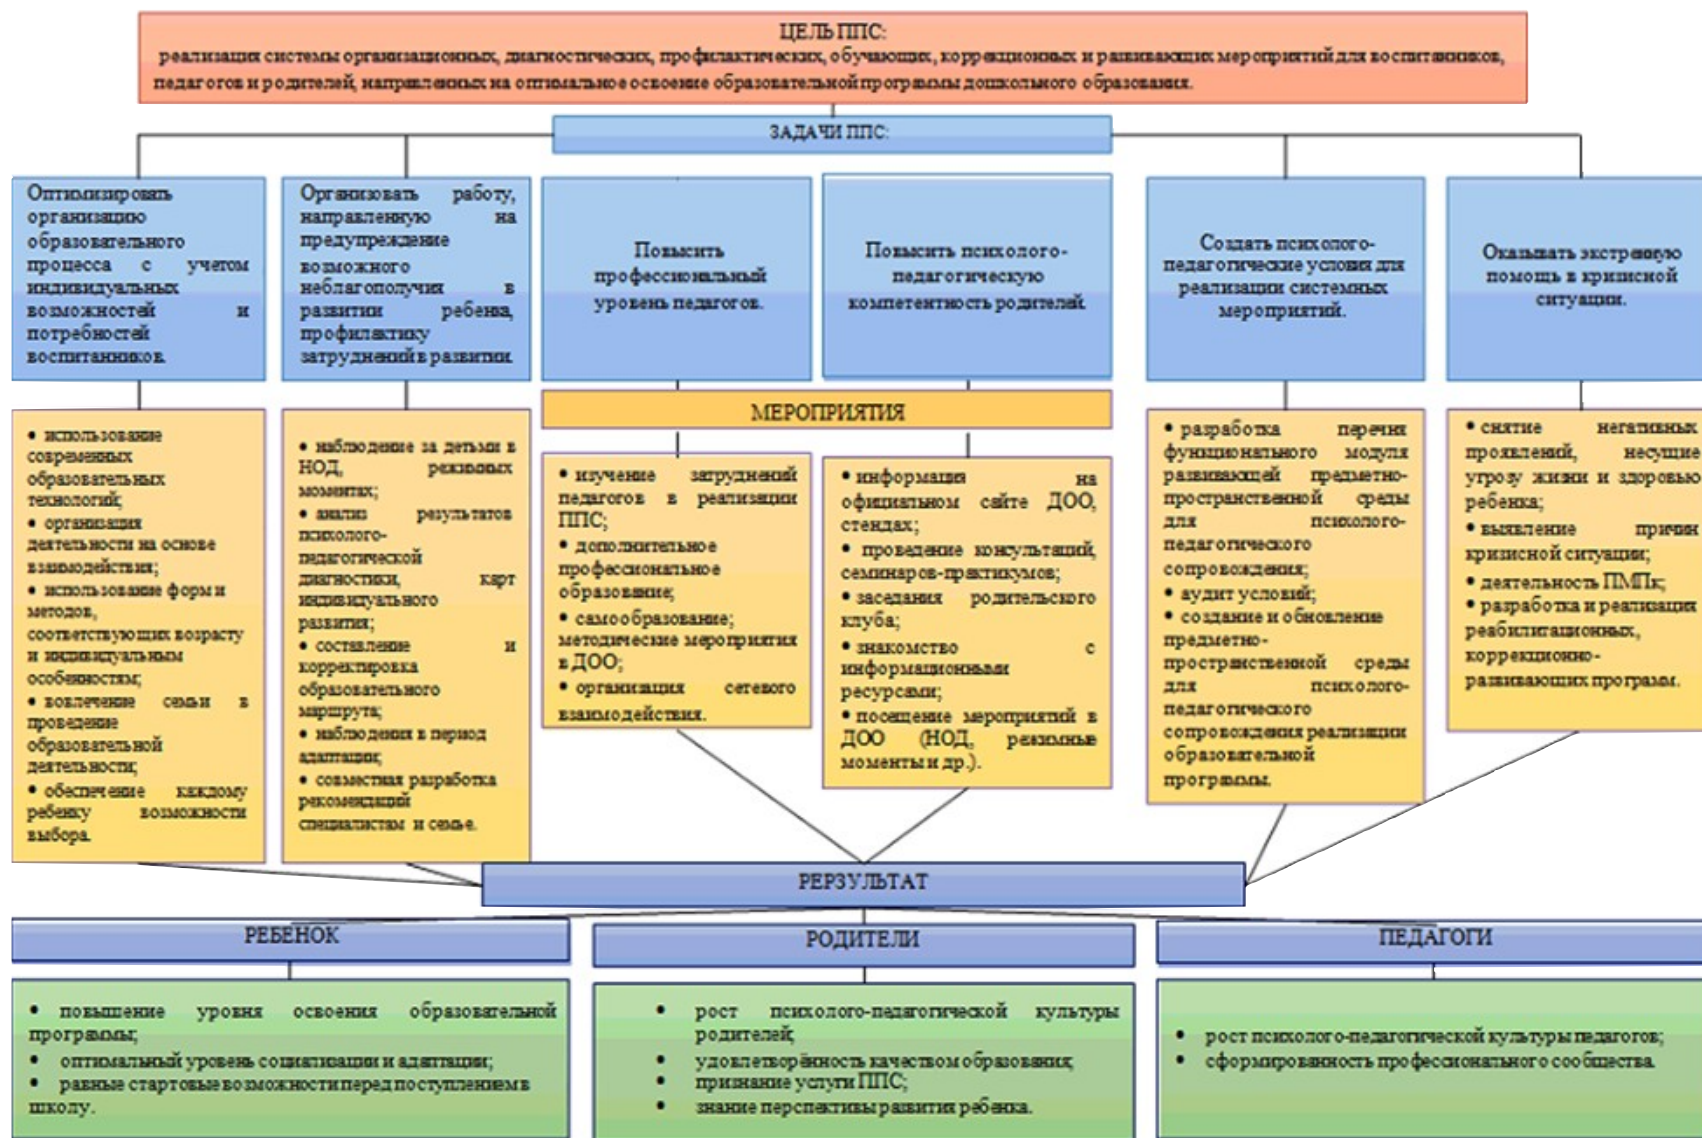 ЦЕЛЬ ППС:
реализация системы организационных, диагностических, профилактических, обучающих, коррекционных и развивающих мероприятий для воспитанников,
педагогов и родителей, направленных на оптимальное освоение образовательной программы дошкольного образования.
ЗАДАЧИ ППС:
Оптимизировать
организацию
образовательного
процесса с учетом
индивидуальных
возможностей и
потребностей
воспитанников.
Организовать работу,
направленную на
предупреждение
возможного
неблагополучия в
развитии ребенка,
профилактику
затруднений в развитии.
Повысить
профессиональный
уровень педагогов.
Повысить психолого-
педагогическую
компетентность родителей.
Создать психолого-
педагогические условия для
реализации системных
мероприятий.
Оказывать экстренную
помощь в кризисной
ситуации.
МЕРОПРИЯТИЯ
• использование
современных
образовательных
технологий;
• организация
деятельности на основе
взаимодействия;
• использование форм и
методов,
соответствующих возрасту
и индивидуальным
особенностям;
• вовлечение семьи в
проведение
образовательной
деятельности;
• обеспечение каждому
ребенку возможности
выбора.
• наблюдение за детьми в
НОД, режимных
моментах;
• анализ результатов
психолого-
педагогической
диагностики, карт
индивидуального
развития;
• составление и
корректировка
образовательного
маршрута;
• наблюдения в период
адаптации;
• совместная разработка
рекомендаций
специалистам и семье.
• изучение затруднений
педагогов в реализации
ППС;
• дополнительное
профессиональное
образование;
• самообразование;
методические мероприятия
в ДОО;
• организация сетевого
взаимодействия.
• информация на
официальном сайте ДОО,
стендах;
• проведение консультаций,
семинаров-практикумов;
• заседания родительского
клуба;
• знакомство с
информационными
ресурсами;
• посещение мероприятий в
ДОО (НОД, режимные
моменты и др.).
• разработка перечня
функционального модуля
развивающей предметно-
пространственной среды
для психолого-
педагогического
сопровождения;
• аудит условий;
• создание и обновление
предметно-
пространственной среды
для психолого-
педагогического
сопровождения реализации
образовательной
программы.
• снятие негативных
проявлений, несущие
угрозу жизни и здоровью
ребенка;
• выявление причин
кризисной ситуации;
• деятельность ПМПк;
• разработка и реализация
реабилитационных,
коррекционно-
развивающих программ.
РЕРЗУЛЬТАТ
РЕБЕНОК
РОДИТЕЛИ
ПЕДАГОГИ
• повышение уровня освоения образовательной
программы;
• оптимальный уровень социализации и адаптации;
• равные стартовые возможности перед поступлением в
школу.
• рост психолого-педагогической культуры
родителей;
• удовлетворённость качеством образования;
• признание услуги ППС;
• знание перспективы развития ребенка.
• рост психолого-педагогической культуры педагогов;
• сформированность профессионального сообщества.